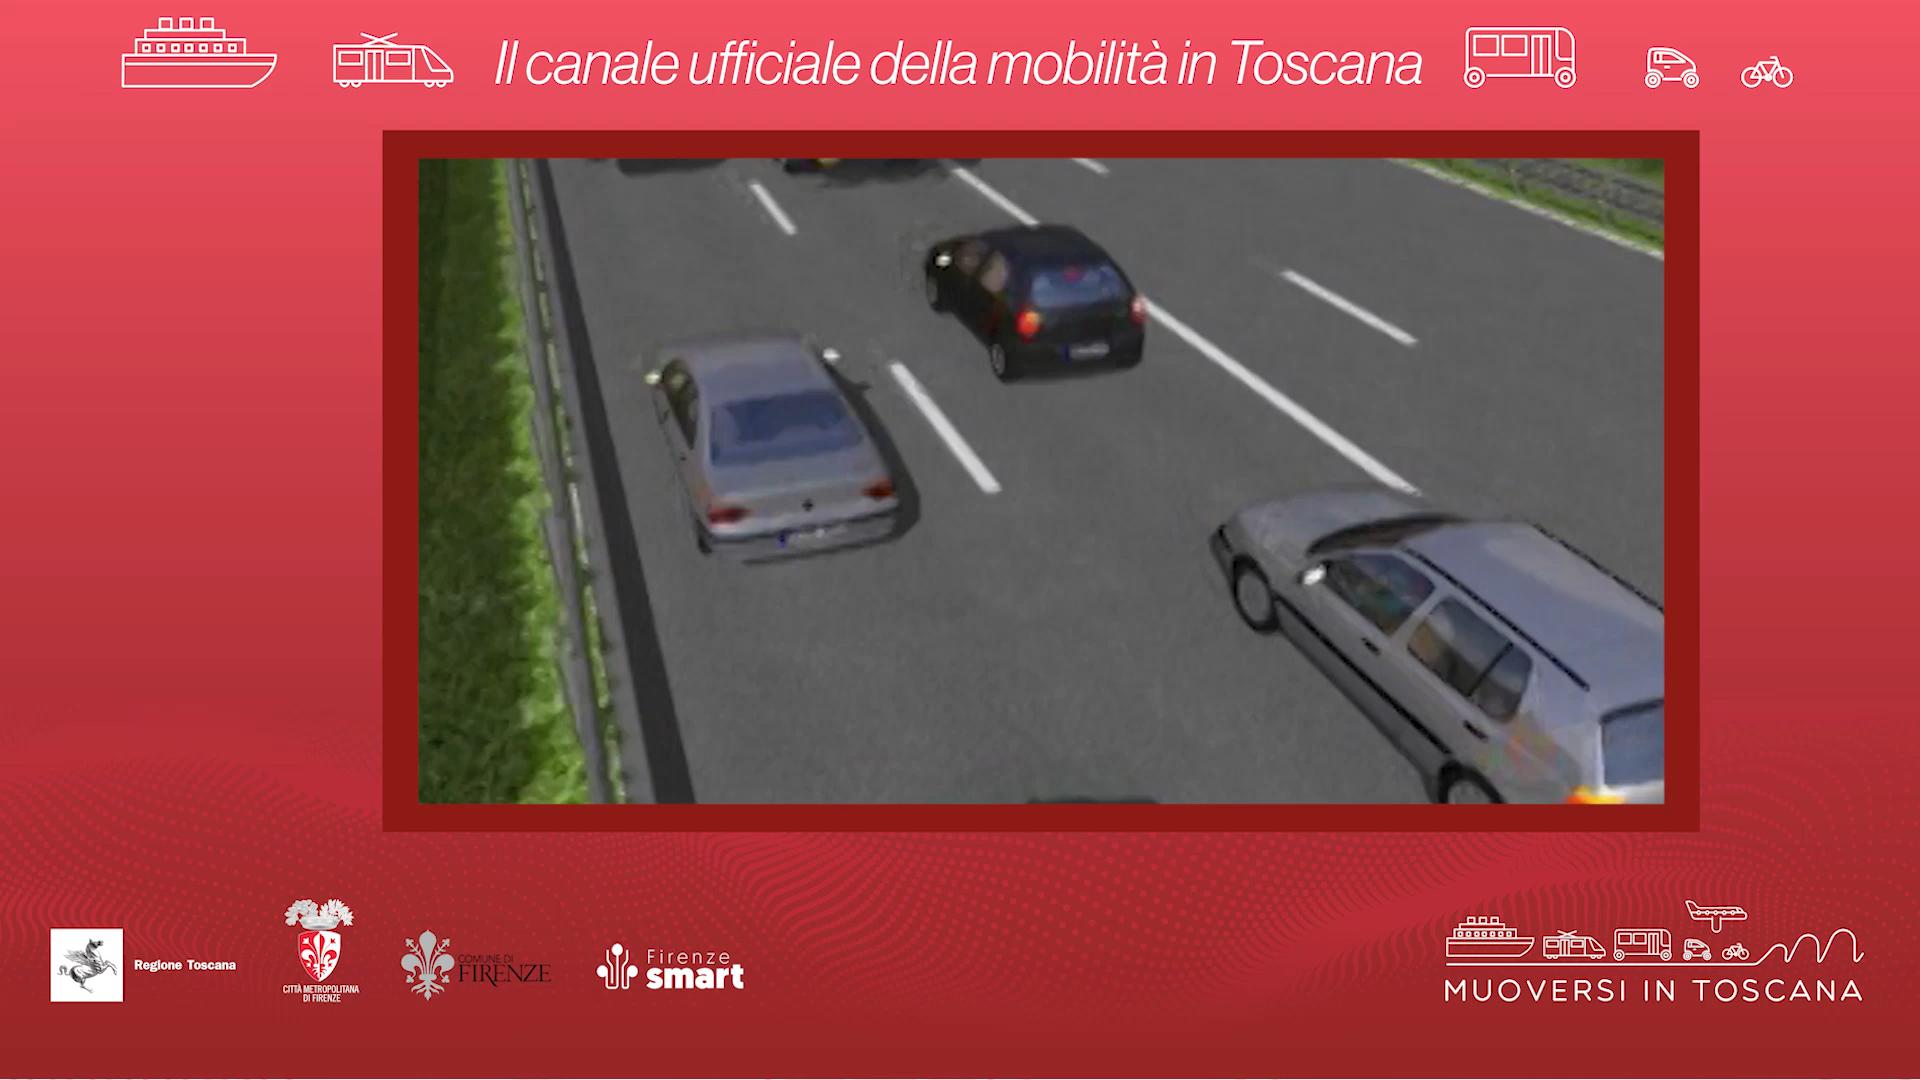 Il canale ufficiale della mobilità in Toscana
Regione Toscana
CITTÀ METROPOLITANA
DI FIRENZE
COMUNE DI
FIRENZE
Firenze
smart
MUOVERSI IN TOSCANA